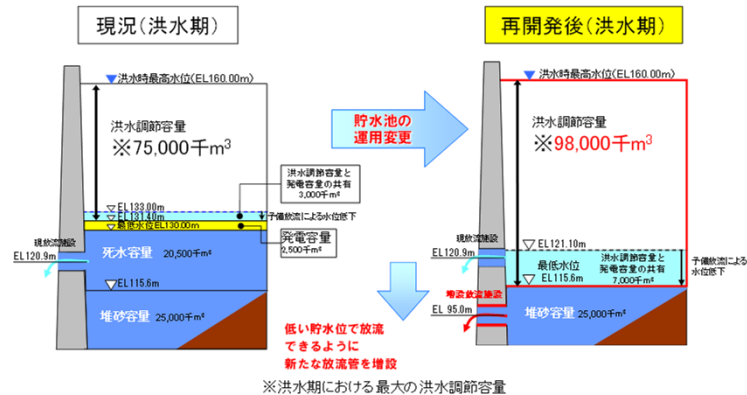 現況（洪水期）
洪水時最高水位（EL160.00m）
洪水調節容量
※75,000千m³
洪水調節容量と
発電容量の共有
3,000千m³
EL133.00m
EL131.40m
予備放流による水位低下
最低水位EL130.00m
発電容量
2,500千m³
現放流施設
EL120.9m
死水容量 20,500千m³
EL115.6m
堆砂容量 25,000千m³
貯水池の
運用変更
低い貯水位で放流
できるように
新たな放流管を増設
再開発後（洪水期）
洪水時最高水位（EL160.00m）
洪水調節容量
※98,000千m³
現放流施設
EL120.9m
EL121.10m
最低水位
EL115.6m
洪水調節容量と
発電容量の共有
7,000千m³
予備放流による
水位低下
増設放流施設
EL 95.0m
堆砂容量 25,000千m³
※洪水期における最大の洪水調節容量